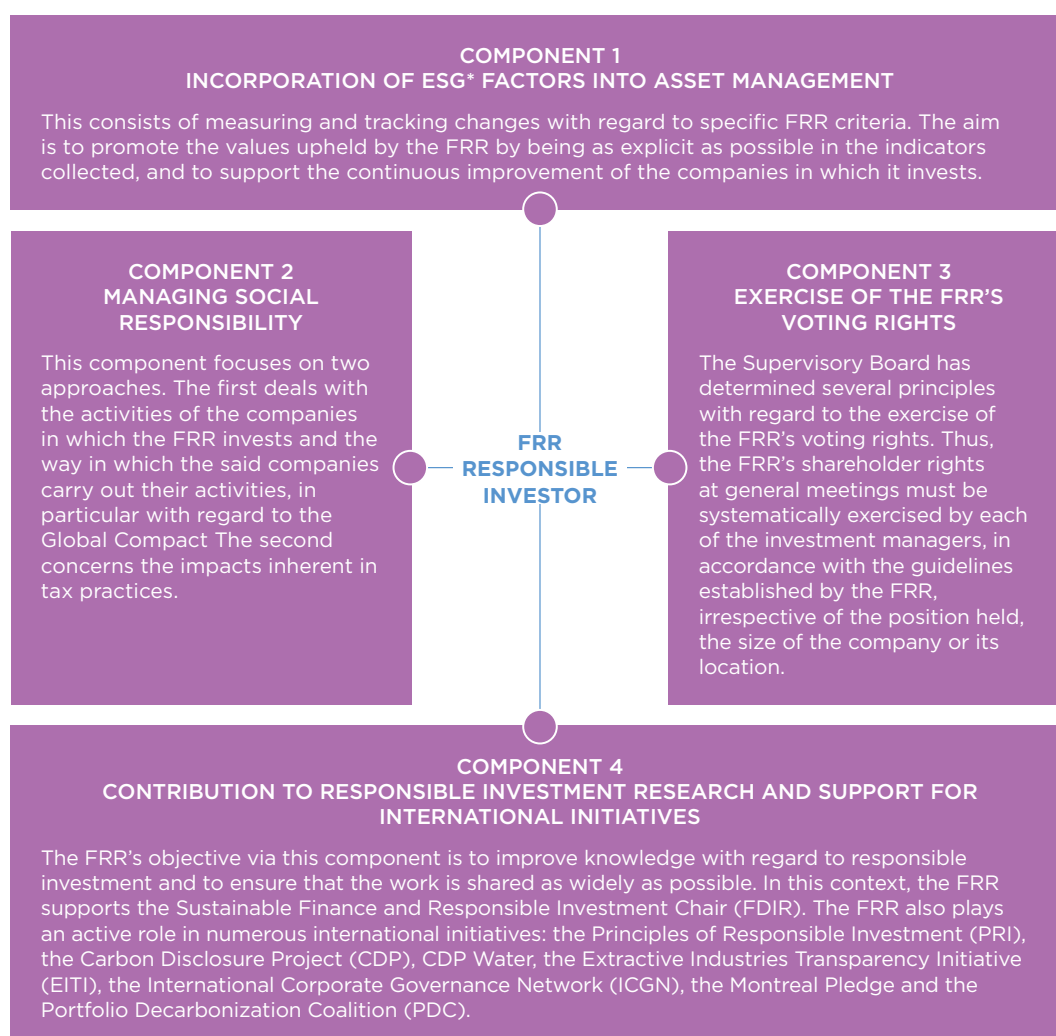 COMPONENT 1
INCORPORATION OF ESG* FACTORS INTO ASSET MANAGEMENT
This consists of measuring and tracking changes with regard to specific FRR criteria. The aim
is to promote the values upheld by the FRR by being as explicit as possible in the indicators
collected, and to support the continuous improvement of the companies in which it invests.
COMPONENT 2
MANAGING SOCIAL
RESPONSIBILITY
This component focuses on two
approaches. The first deals with
the activities of the companies
in which the FRR invests and the
way in which the said companies
carry out their activities, in
particular with regard to the
Global Compact The second
concerns the impacts inherent in
tax practices.
FRR
RESPONSIBLE
INVESTOR
COMPONENT 3
EXERCISE OF THE FRR’S
VOTING RIGHTS
The Supervisory Board has
determined several principles
with regard to the exercise of
the FRR’s voting rights. Thus,
the FRR’s shareholder rights
at general meetings must be
systematically exercised by each
of the investment managers, in
accordance with the guidelines
established by the FRR,
irrespective of the position held,
the size of the company or its
location.
COMPONENT 4
CONTRIBUTION TO RESPONSIBLE INVESTMENT RESEARCH AND SUPPORT FOR
INTERNATIONAL INITIATIVES
The FRR’s objective via this component is to improve knowledge with regard to responsible
investment and to ensure that the work is shared as widely as possible. In this context, the FRR
supports the Sustainable Finance and Responsible Investment Chair (FDIR). The FRR also plays
an active role in numerous international initiatives: the Principles of Responsible Investment (PRI),
the Carbon Disclosure Project (CDP), CDP Water, the Extractive Industries Transparency Initiative
(EITI), the International Corporate Governance Network (ICGN), the Montreal Pledge and the
Portfolio Decarbonization Coalition (PDC).